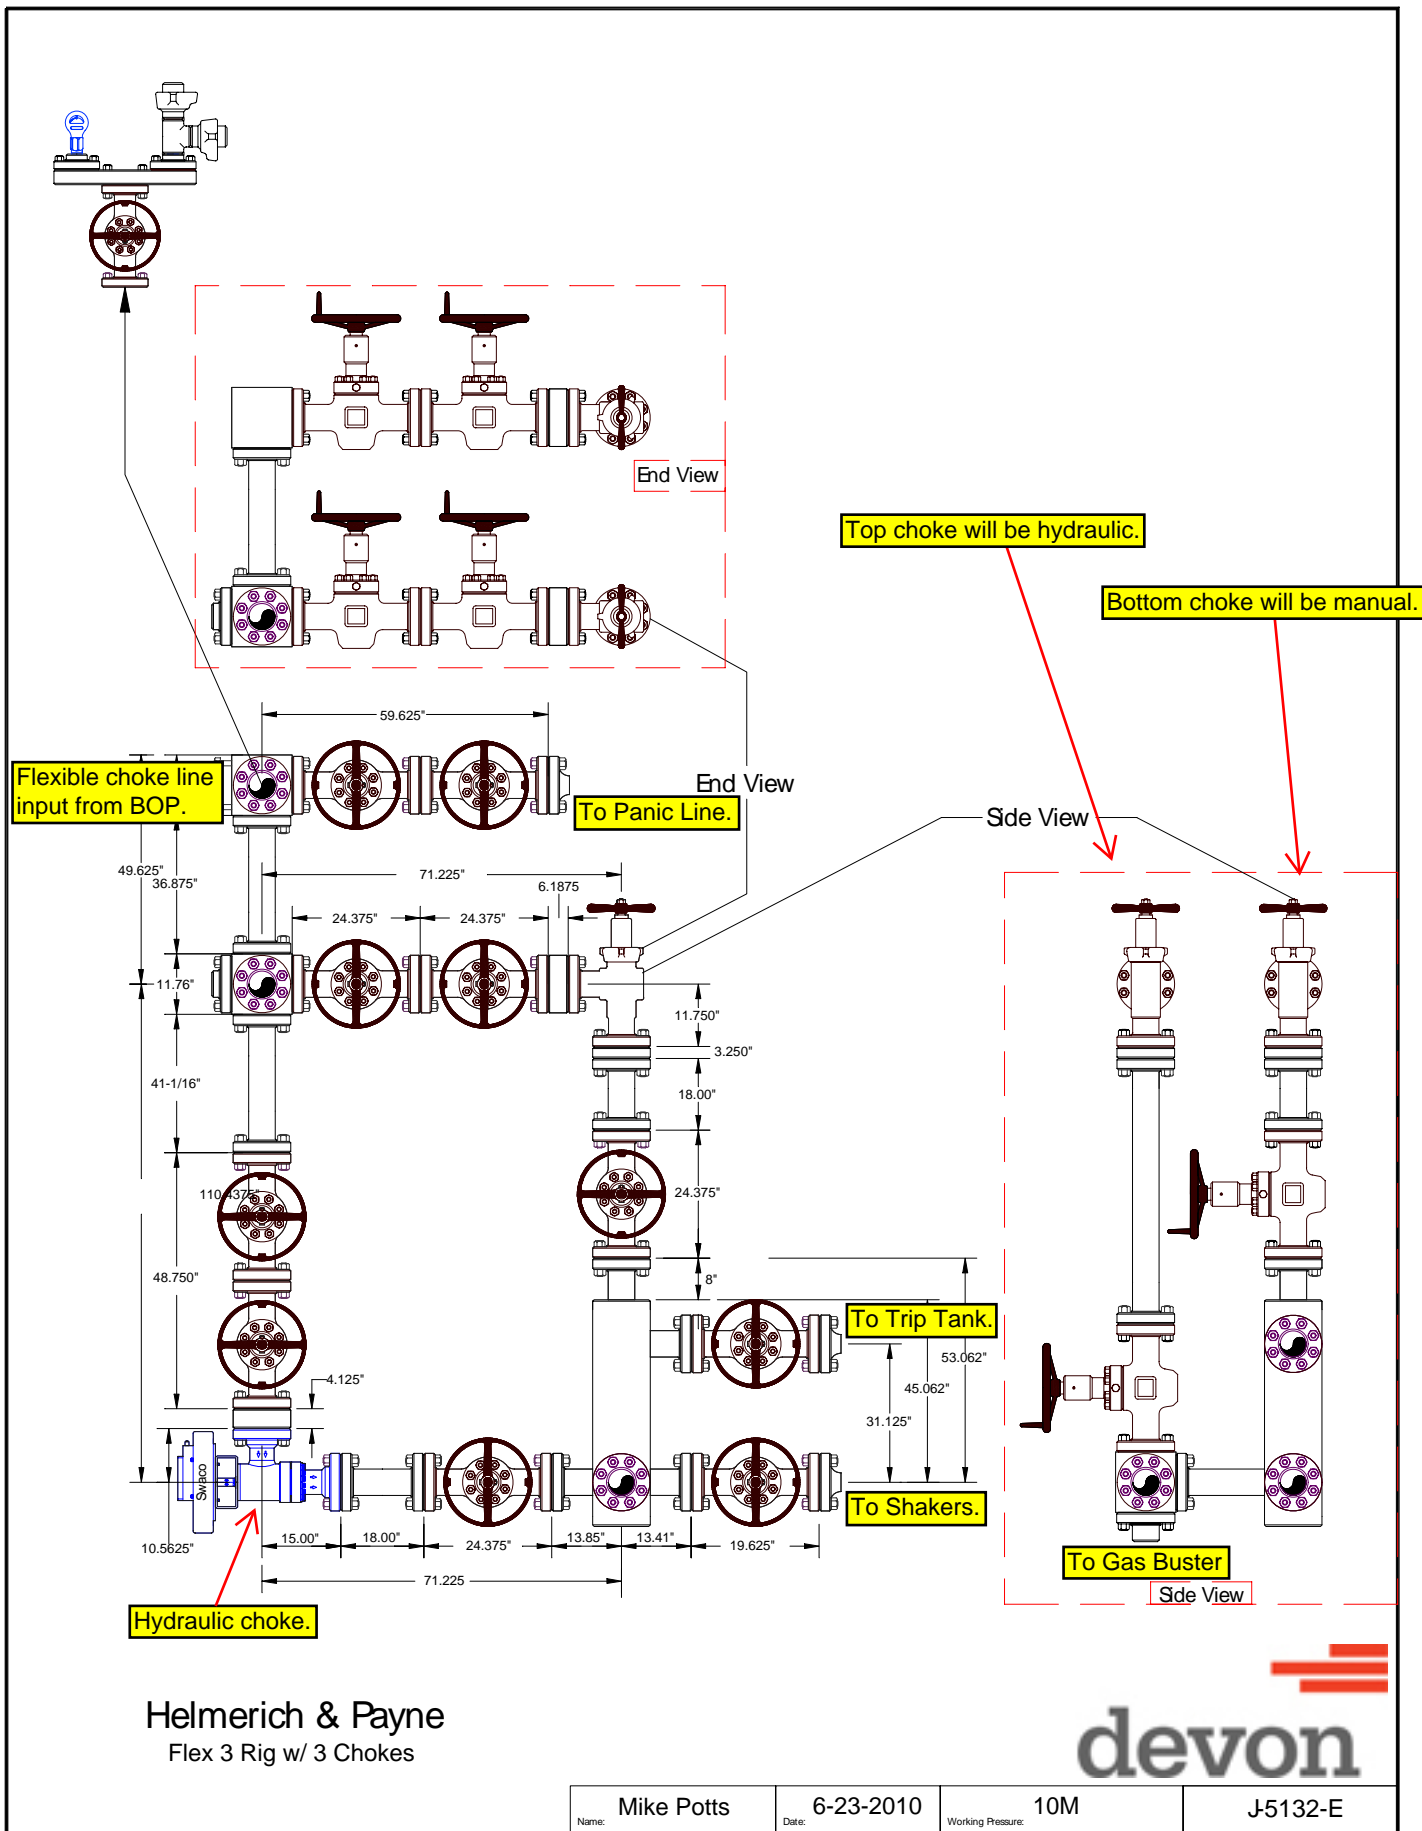 End View
Top choke will be hydraulic.
Bottom choke will be manual.
59.625"
Flexible choke line
input from BOP.
End View
To Panic Line.
Side View
49.625"
36.875"
71.225"
6.1875
24.375"
24.375"
11.76"
11.750"
3.250"
41-1/16"
18.00"
110.4375"
24.375"
48.750"
8"
To Trip Tank.
53.062"
4.125"
45.062"
31.125"
Swaco
To Shakers.
15.00"
18.00"
24.375"
13.85"
13.41"
19.625"
10.5625"
71.225
To Gas Buster
Side View
Hydraulic choke.
Helmerich & Payne
Flex 3 Rig w/ 3 Chokes
devon
Name: Mike Potts
Date: 6-23-2010
Working Pressure: 10M
J-5132-E